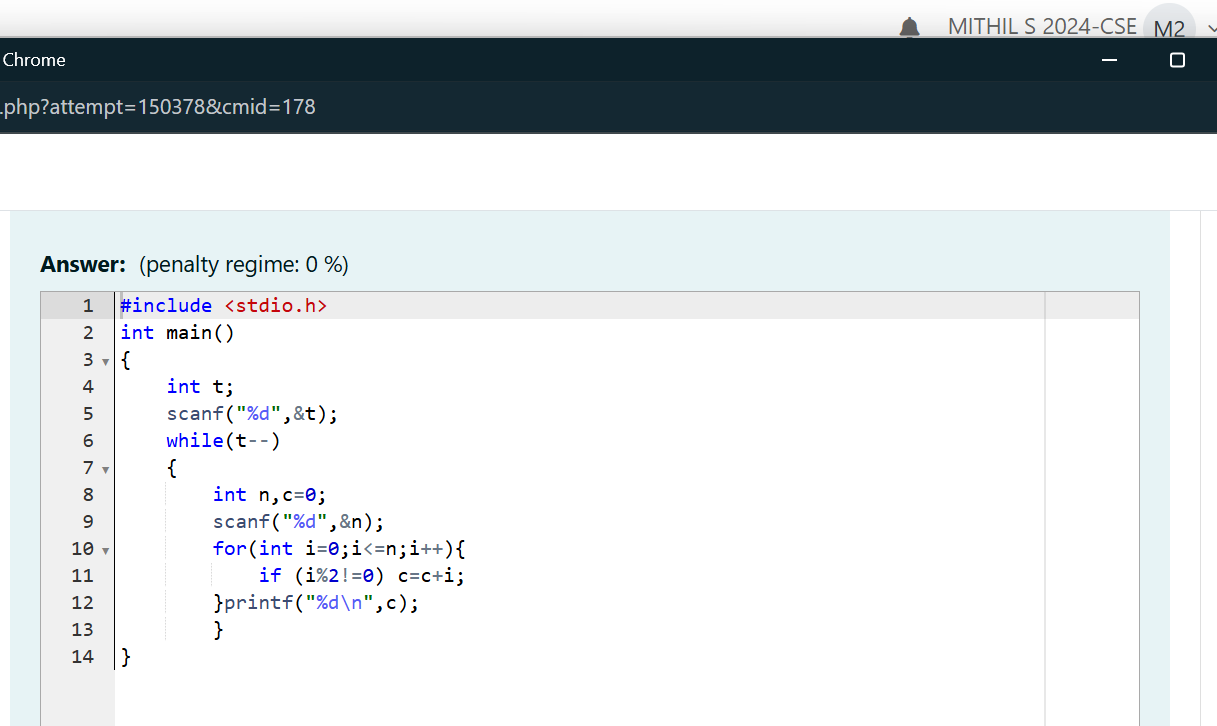 MITHIL S 2024-CSE M2
Chrome
.php?attempt=150378&cmid=178
Answer: (penalty regime: 0 %)
1 #include <stdio.h>
2 int main()
3 {
4     int t;
5     scanf("%d",&t);
6     while(t--)
7     {
8         int n,c=0;
9         scanf("%d",&n);
10         for(int i=0;i<=n;i++){
11             if (i%2!=0) c=c+i;
12         }printf("%d\n",c);
13         }
14 }